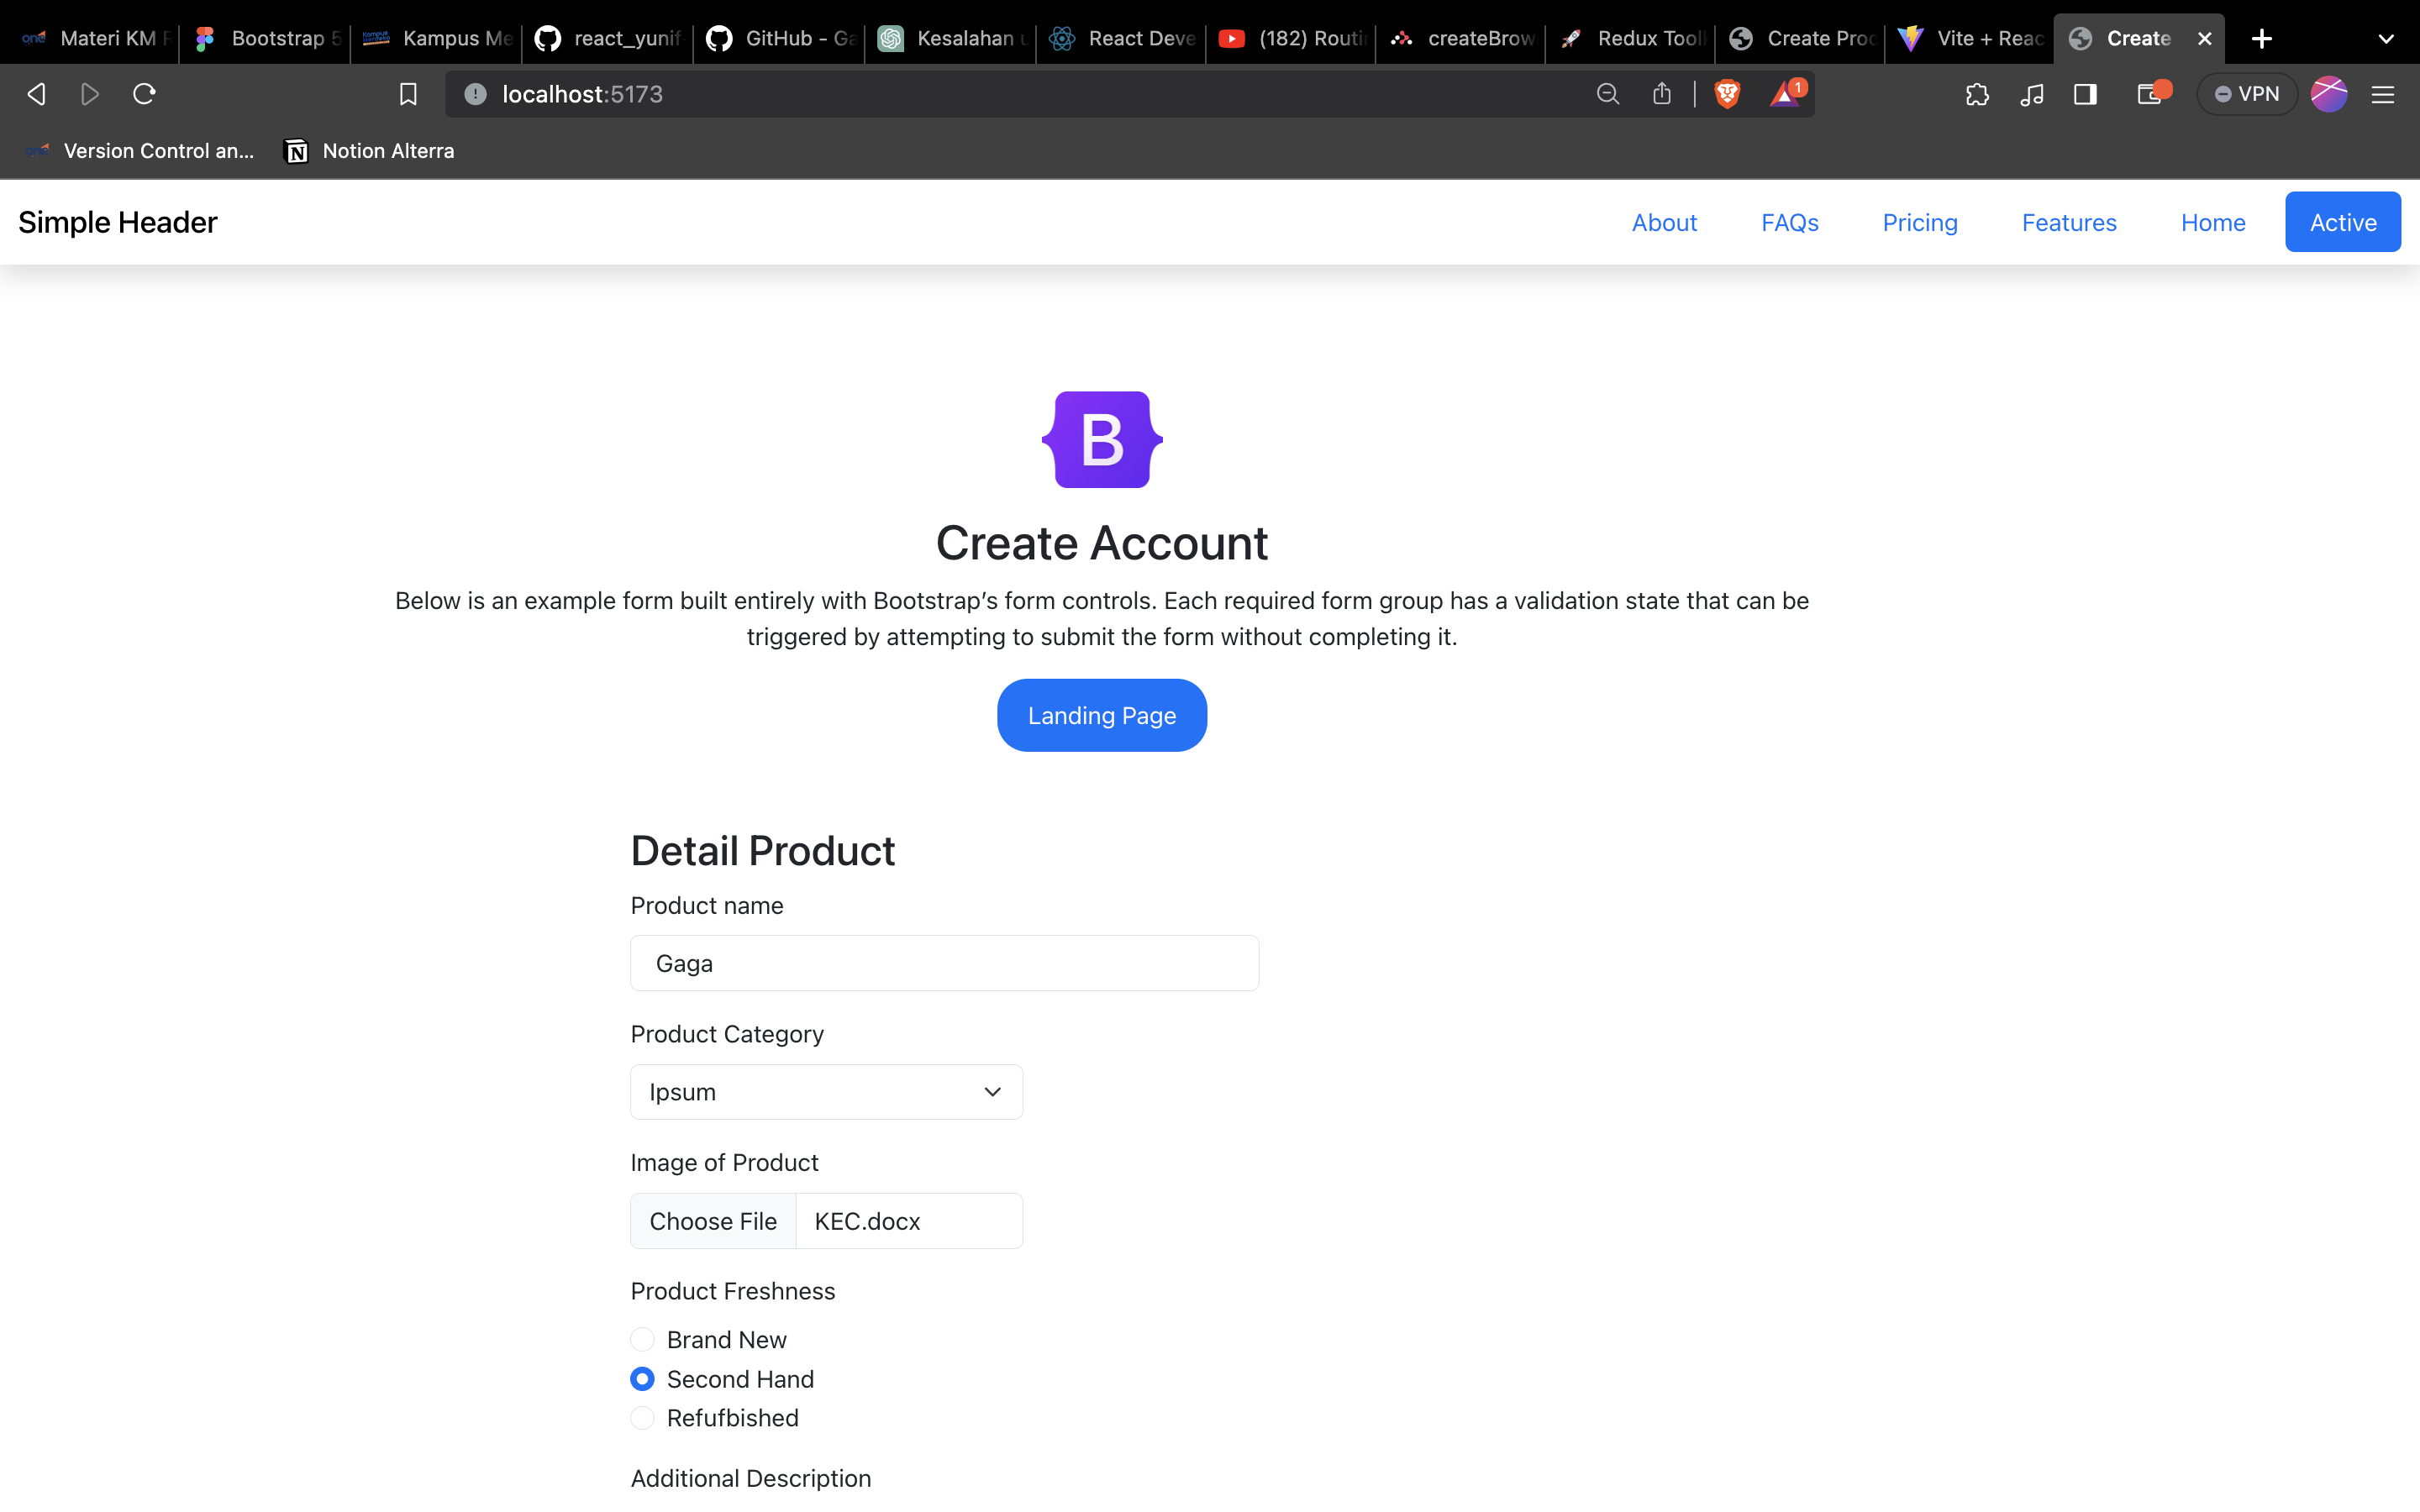 Materi KM
Bootstrap 5
Kampus Me
react_yunif
GitHub - Ga
Kesalahan
React Deve
(182) Routi
createBrow
Redux Tool
Create Proc
Vite + Reac
Create
localhost:5173
1
VPN
Version Control an...
Notion Alterra
Simple Header
About
FAQs
Pricing
Features
Home
Active
B
Create Account
Below is an example form built entirely with Bootstrap’s form controls. Each required form group has a validation state that can be
triggered by attempting to submit the form without completing it.
Landing Page
Detail Product
Product name
Gaga
Product Category
Ipsum
Image of Product
Choose File KEC.docx
Product Freshness
Brand New
Second Hand
Refufbished
Additional Description